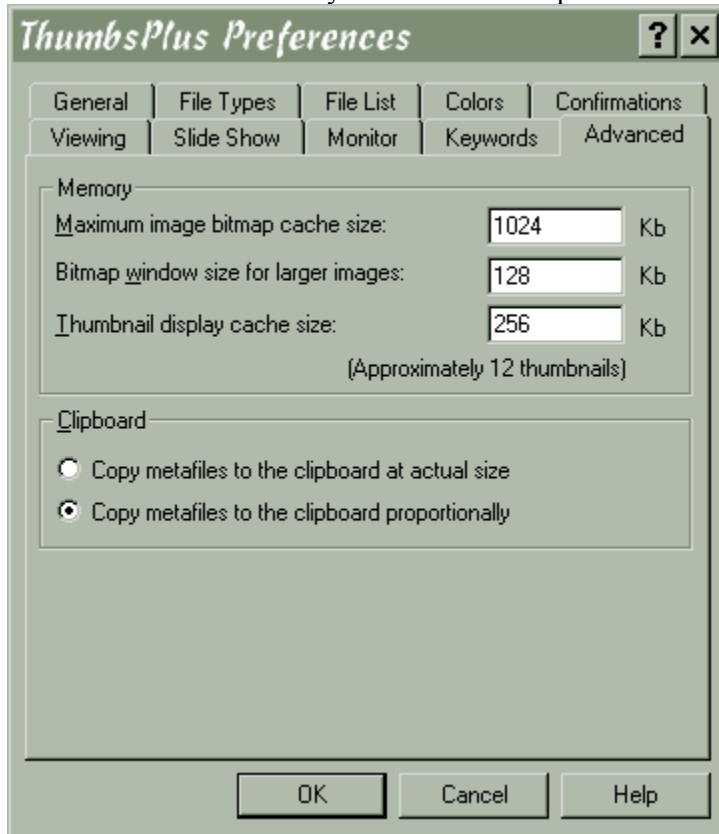 ThumbsPlus Preferences ? ×
General File Types File List Colors Confirmations
Viewing Slide Show Monitor Keywords Advanced
Memory
Maximum image bitmap cache size: 1024 Kb
Bitmap window size for larger images: 128 Kb
Thumbnail display cache size: 256 Kb
(Approximately 12 thumbnails)
Clipboard
Copy metafiles to the clipboard at actual size
Copy metafiles to the clipboard proportionally
OK Cancel Help